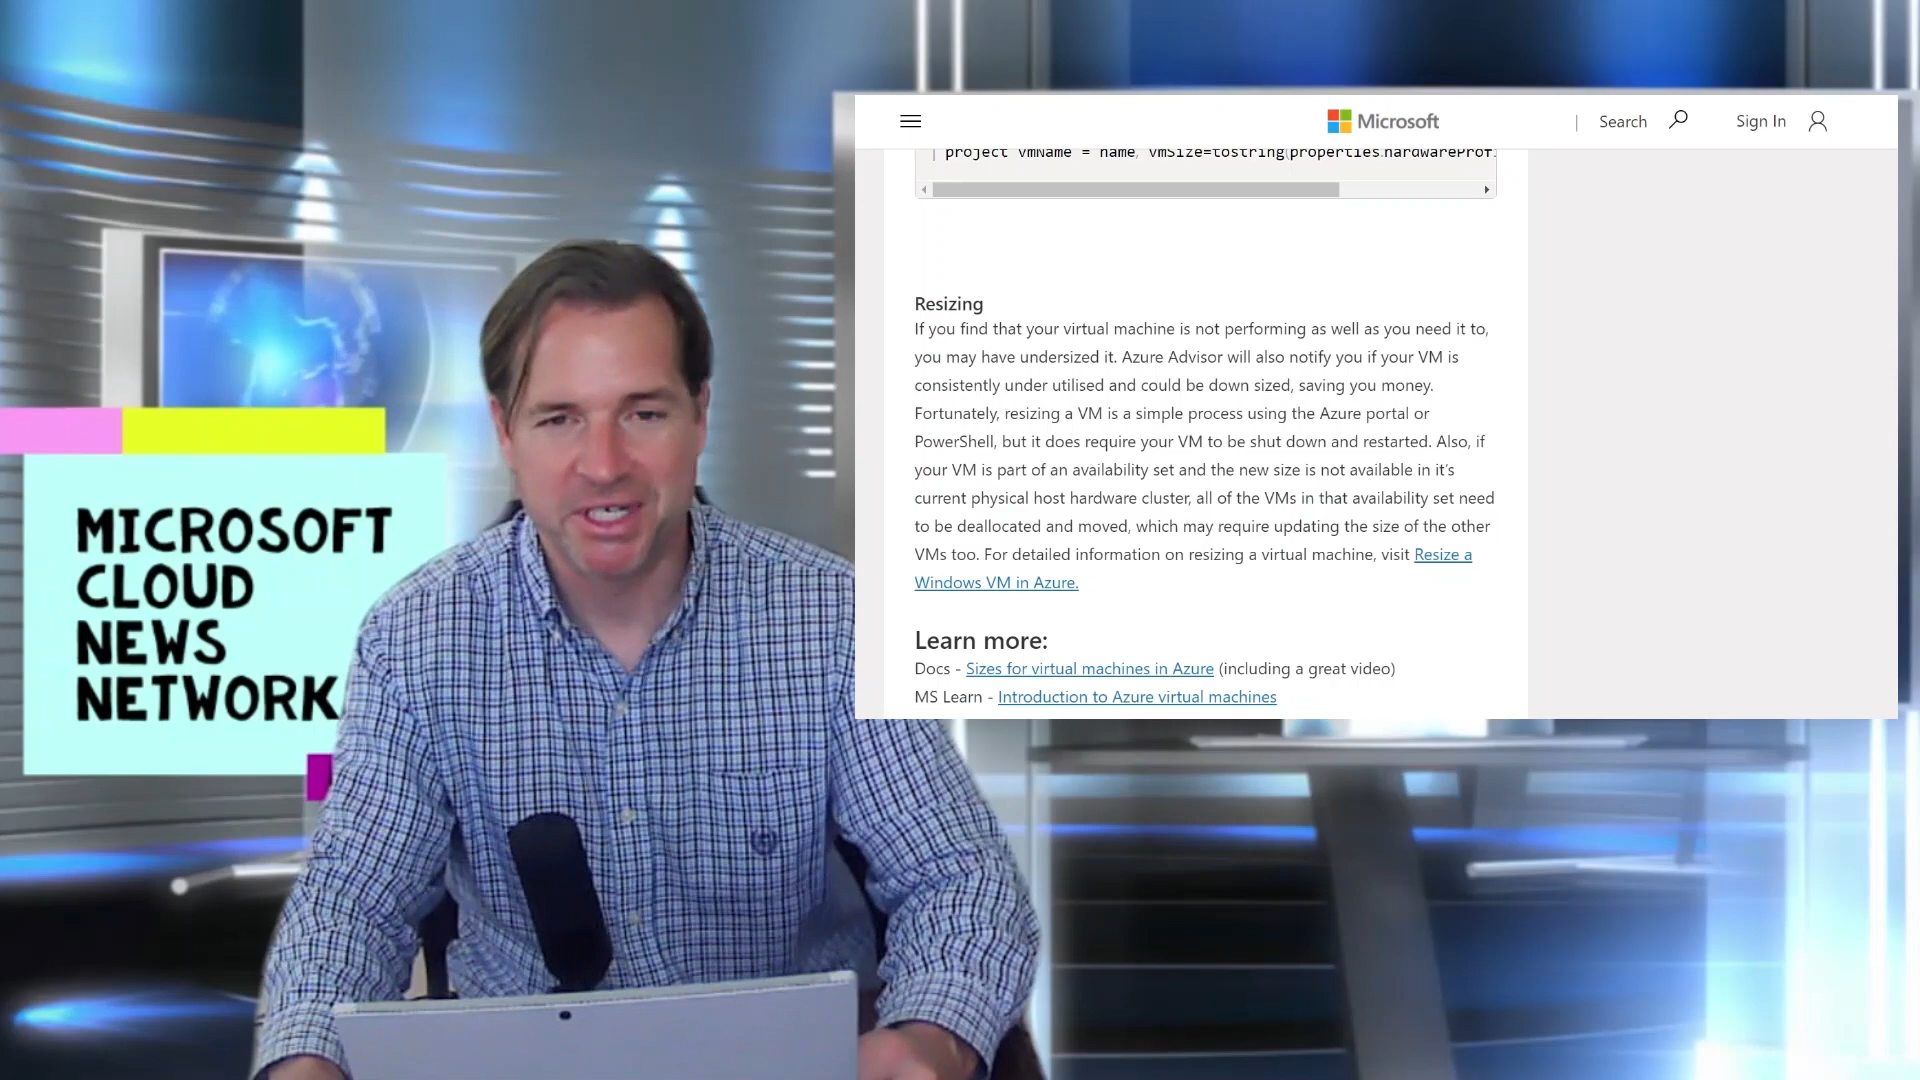 MICROSOFT
CLOUD
NEWS
NETWORK
Microsoft
| Search
Sign In
project vmName = name, vmSize=tostring(properties.hardwareProf
Resizing
If you find that your virtual machine is not performing as well as you need it to,
you may have undersized it. Azure Advisor will also notify you if your VM is
consistently under utilised and could be down sized, saving you money.
Fortunately, resizing a VM is a simple process using the Azure portal or
PowerShell, but it does require your VM to be shut down and restarted. Also, if
your VM is part of an availability set and the new size is not available in it's
current physical host hardware cluster, all of the VMs in that availability set need
to be deallocated and moved, which may require updating the size of the other
VMs too. For detailed information on resizing a virtual machine, visit Resize a
Windows VM in Azure.
Learn more:
Docs - Sizes for virtual machines in Azure (including a great video)
MS Learn - Introduction to Azure virtual machines